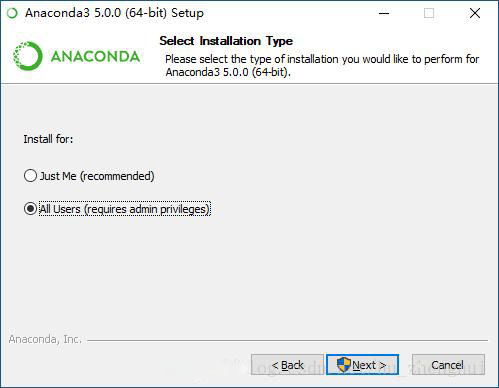 Anaconda3 5.0.0 (64-bit) Setup
ANACONDA
Select Installation Type
Please select the type of installation you would like to perform for
Anaconda3 5.0.0 (64-bit).
Install for:
Just Me (recommended)
All Users (requires admin privileges)
Anaconda, Inc.
< Back
Next >
Cancel